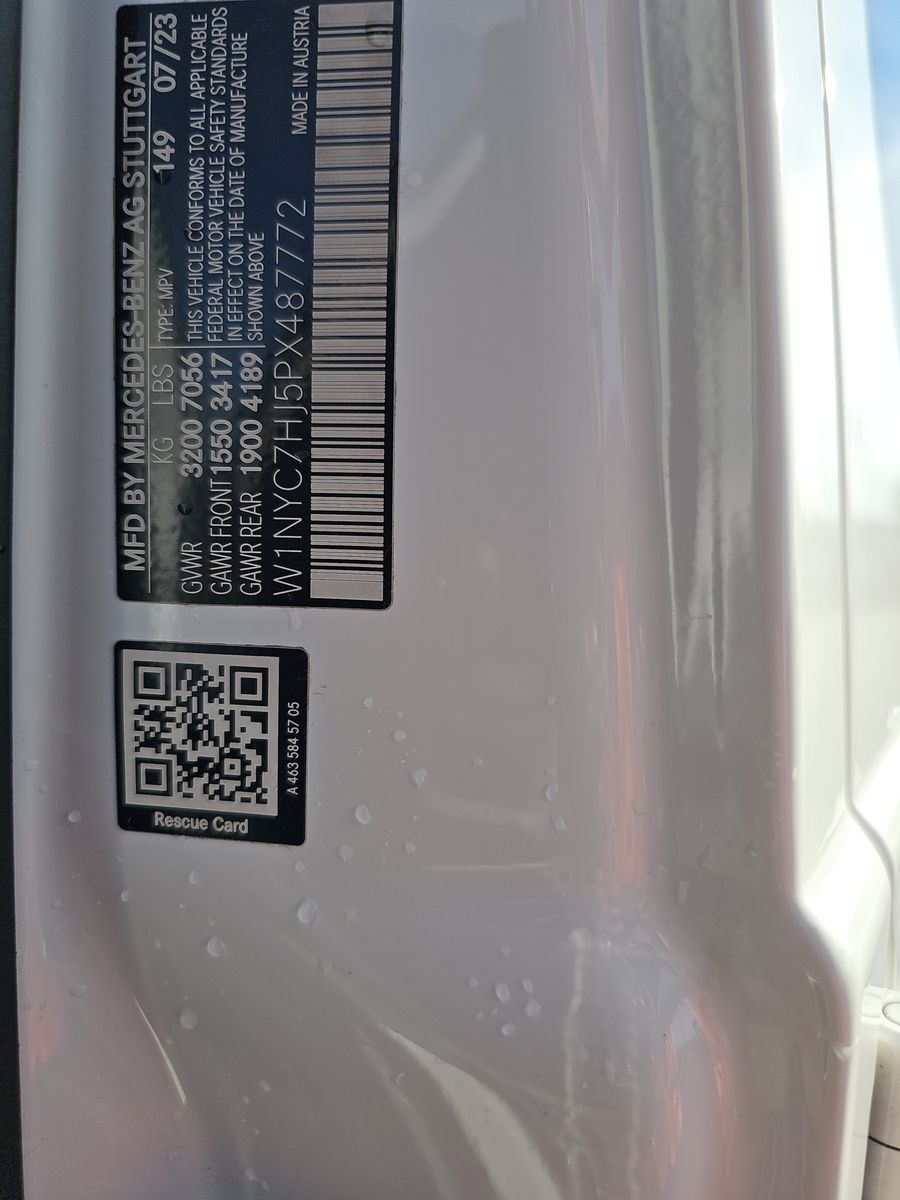 MFD BY MERCEDES-BENZ AG STUTTGART
KG LBS TYPE: MPV 149 07/23
GVWR 3200 7056
GAWR FRONT 1550 3417
GAWR REAR 1900 4189
THIS VEHICLE CONFORMS TO ALL APPLICABLE
FEDERAL MOTOR VEHICLE SAFETY STANDARDS
IN EFFECT ON THE DATE OF MANUFACTURE
SHOWN ABOVE
W1NYC7HJ5PX487772 MADE IN AUSTRIA
A 463 584 57 05
Rescue Card